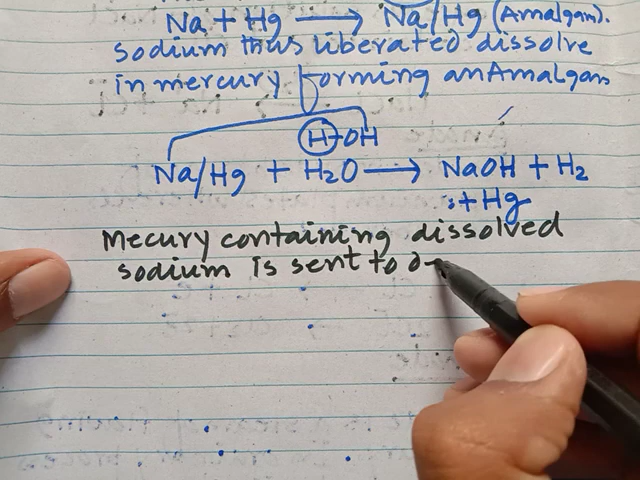 Na + Hg → Na/Hg (Amalgam).
sodium thus liberated dissolve
in mercury forming an Amalgam
H-OH
Na/Hg + H2O → NaOH + H2
+ Hg
Mecury containing dissolved
sodium is sent to